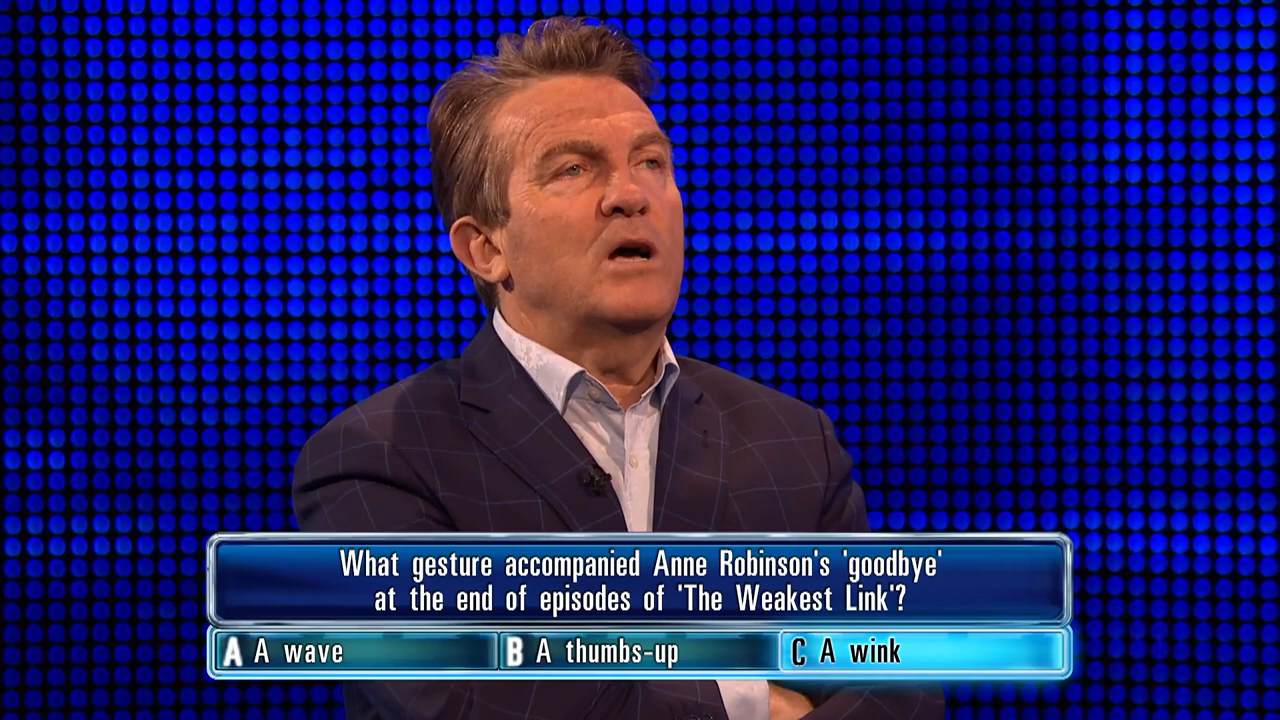 What gesture accompanied Anne Robinson's 'goodbye'
at the end of episodes of 'The Weakest Link'?
A A wave
B A thumbs-up
C A wink